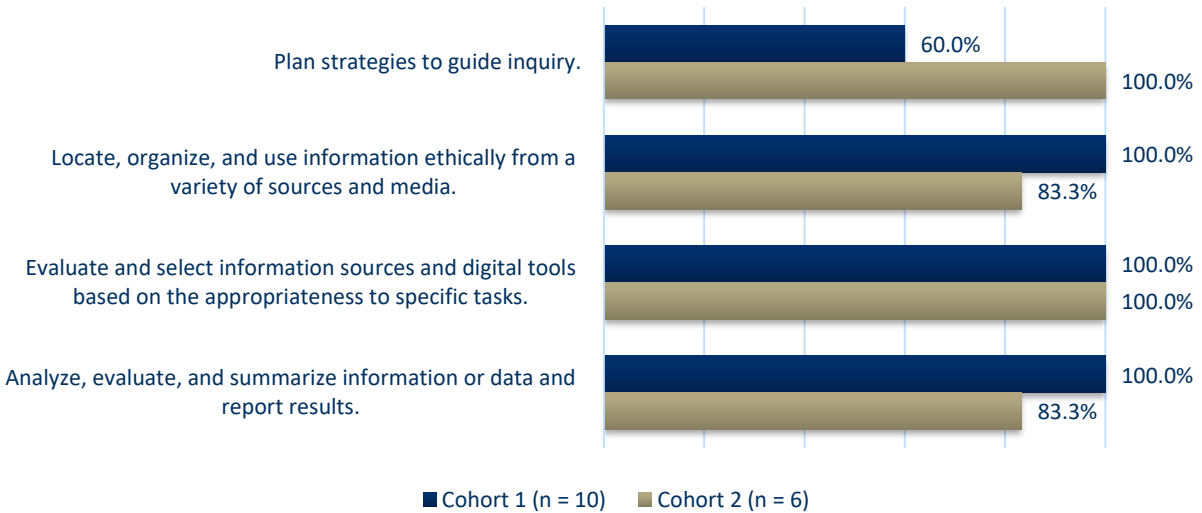 60.0%
Plan strategies to guide inquiry.
100.0%
Locate, organize, and use information ethically from a
variety of sources and media.
100.0%
83.3%
Evaluate and select information sources and digital tools
based on the appropriateness to specific tasks.
100.0%
100.0%
Analyze, evaluate, and summarize information or data and
report results.
100.0%
83.3%
Cohort 1 (n = 10) Cohort 2 (n = 6)